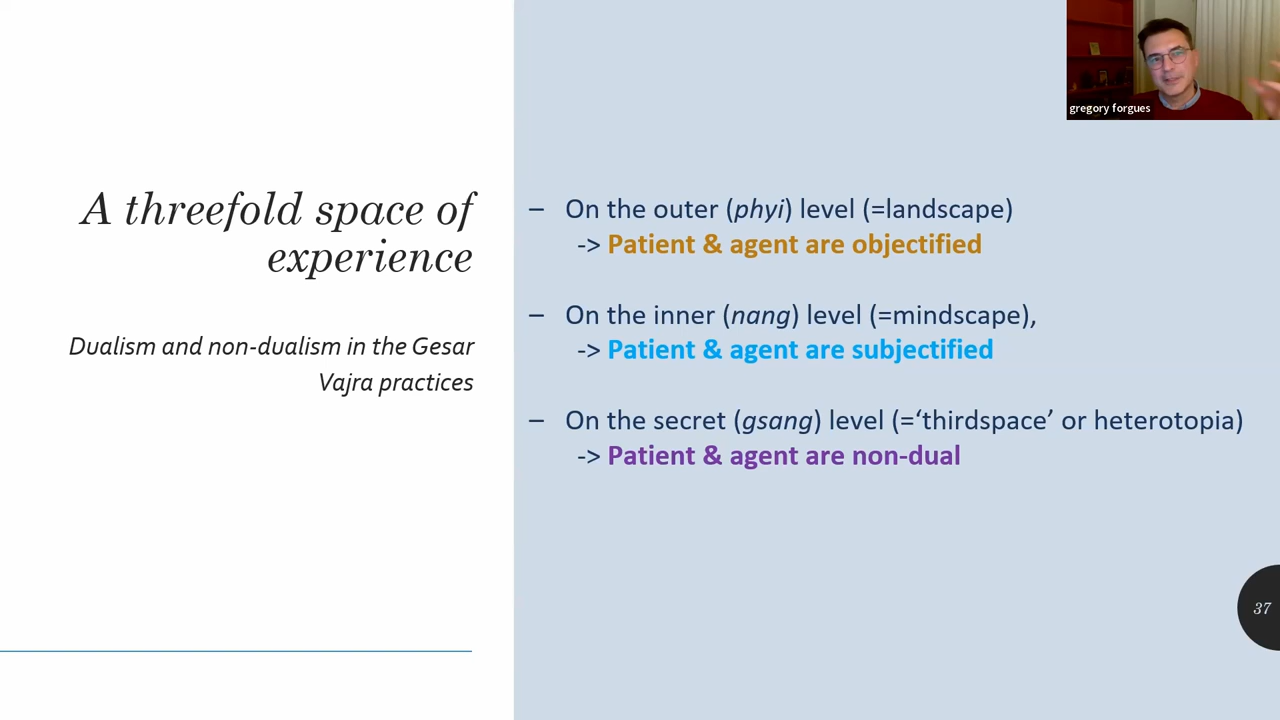 gregory forgues
A threefold space of
experience
Dualism and non-dualism in the Gesar
Vajra practices
– On the outer (phyi) level (=landscape)
-> Patient & agent are objectified
– On the inner (nang) level (=mindscape),
-> Patient & agent are subjectified
– On the secret (gsang) level (=‘thirdspace’ or heterotopia)
-> Patient & agent are non-dual
37